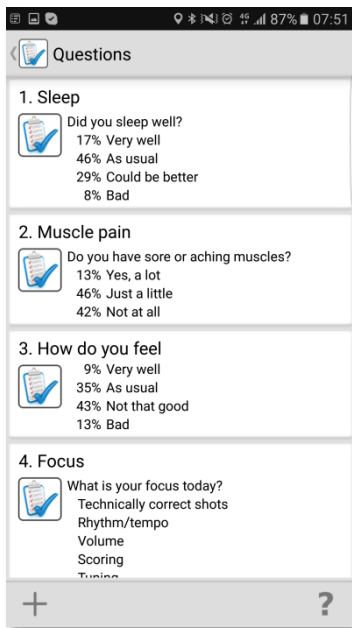 4G 87% 07:51
Questions
1. Sleep
Did you sleep well?
17% Very well
46% As usual
29% Could be better
8% Bad
2. Muscle pain
Do you have sore or aching muscles?
13% Yes, a lot
46% Just a little
42% Not at all
3. How do you feel
9% Very well
35% As usual
43% Not that good
13% Bad
4. Focus
What is your focus today?
Technically correct shots
Rhythm/tempo
Volume
Scoring
Tuning
+ ?